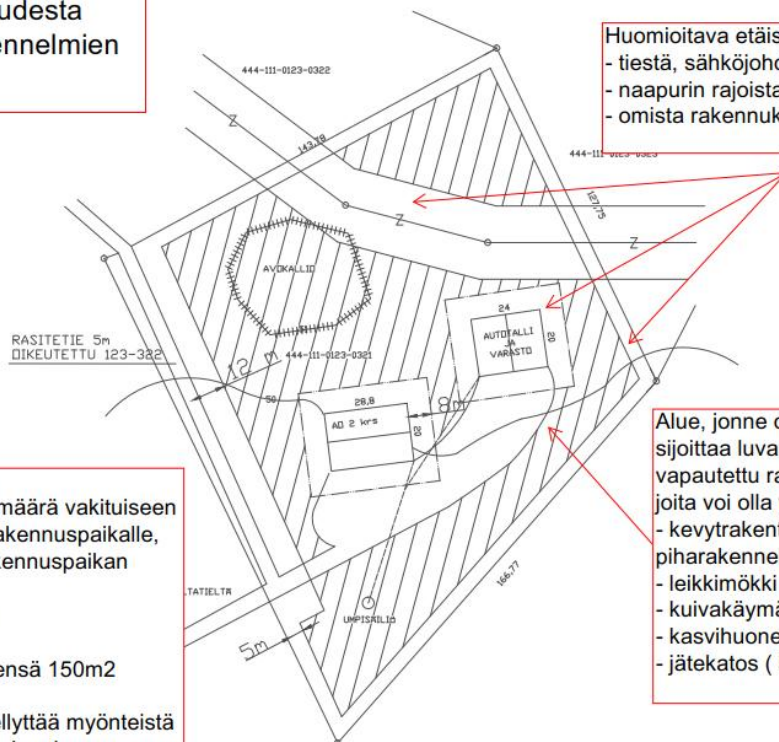 udesta
ennelmien
Huomioitava etäis
- tiestä, sähköjoho
- naapurin rajoista
- omista rakennuk
444-111-0123-0322
444-111-0123-0323
143,78
127,75
Z
Z
Z
AVOKALLIO
24
20
AUTOTALLI
JA
VARASTO
RASITETIE 5m
OIKEUTETTU 123-322
12 m
444-111-0123-0321
50
28,8
AO 2 krs
20
8m
Alue, jonne o
sijoittaa luva
vapautettu ra
joita voi olla
- kevytrakent
piharakenne
- leikkimökki
- kuivakäymä
- kasvihuone
- jätekatos (
määrä vakituiseen
akennuspaikalle,
kennuspaikan
TATIELTÄ
UMPISÄILIÖ
166,77
5m
ensä 150m2
ellyttää myönteistä